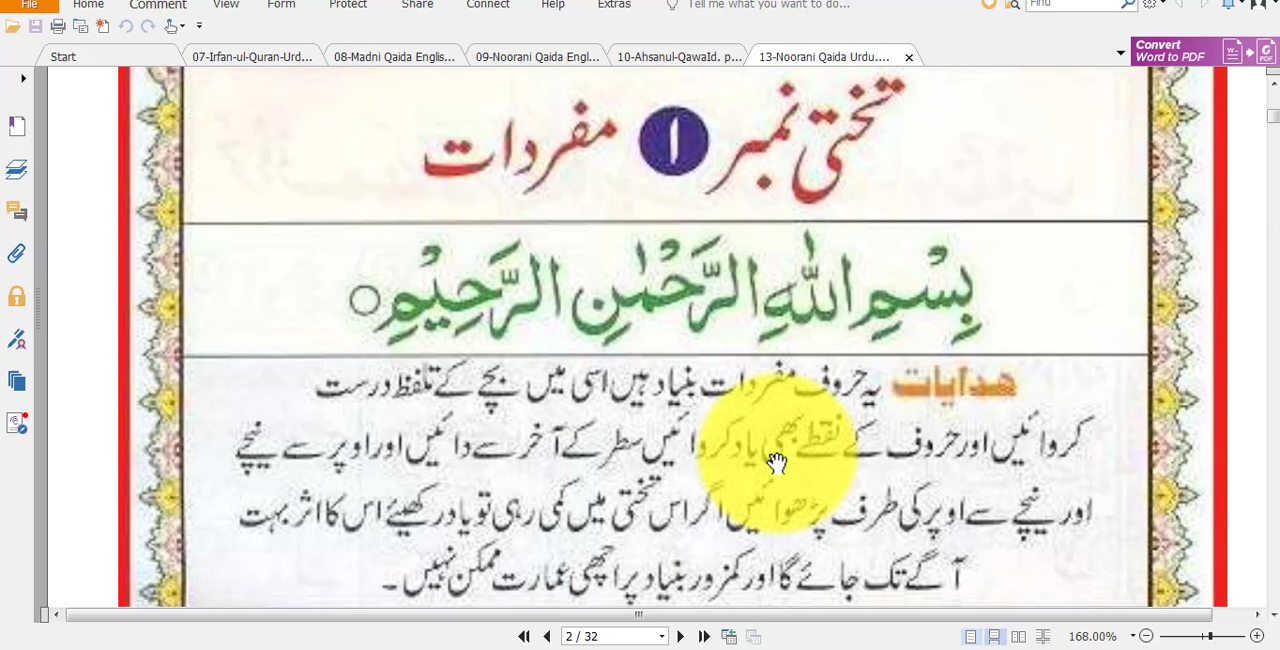 File Home Comment View Form Protect Share Connect Help Extras Tell me what you want to do... Find
Start 07-Irfan-ul-Quran-Urd... 08-Madni Qaida Englis... 09-Noorani Qaida Engl... 10-Ahsanul-QawaId. p... 13-Noorani Qaida Urdu.... Convert Word to PDF
تختی نمبر ۱ مفردات
بِسْمِ اللّٰهِ الرَّحْمٰنِ الرَّحِیْمِ ○
ھدایات یہ حروف مفردات بنیاد ہیں اسی میں بچے کے تلفظ درست
کروائیں اور حروف کے نقطے بھی یاد کروائیں سطر کے آخر سے دائیں اور اوپر سے نیچے
اور نیچے سے اوپر کی طرف پڑھوائیں اگر اس تختی میں کمی رہی تو یاد رکھیئے اس کا اثر بہت
آگے تک جائے گا اور کمزور بنیاد پر اچھی عمارت ممکن نہیں ۔
2 / 32 168.00%